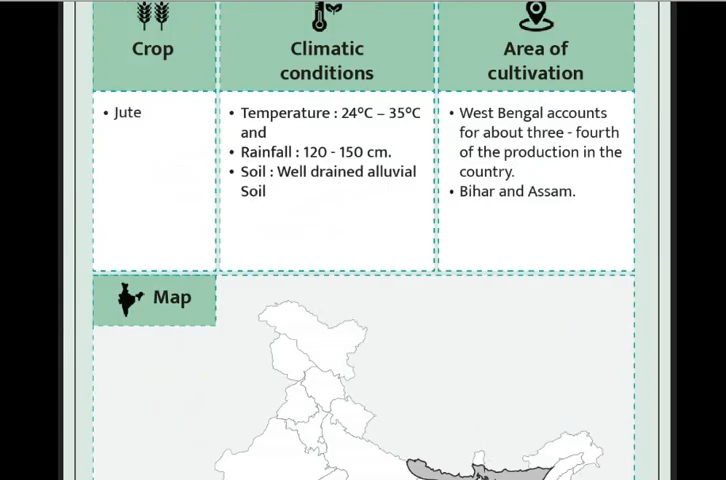 Crop
Climatic
conditions
Area of
cultivation
• Jute
• Temperature : 24°C – 35°C
and
• Rainfall : 120 - 150 cm.
• Soil : Well drained alluvial
Soil
• West Bengal accounts
for about three - fourth
of the production in the
country.
• Bihar and Assam.
Map